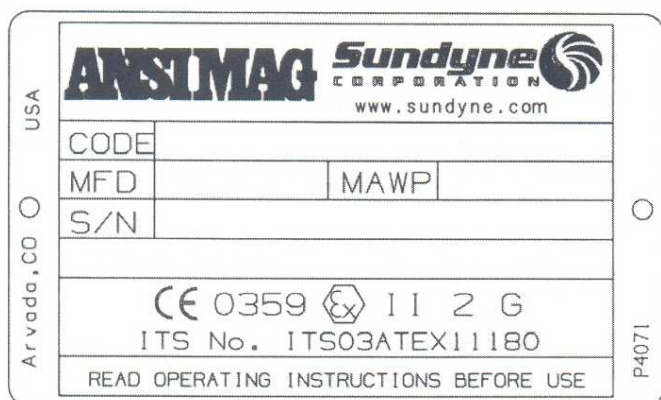 ANSIMAG Sundyne
CORPORATION
www.sundyne.com
CODE
MFD MAWP
S/N
CE 0359 Ex II 2 G
ITS No. ITS03ATEX11180
READ OPERATING INSTRUCTIONS BEFORE USE
Arvada, CO USA
P4071